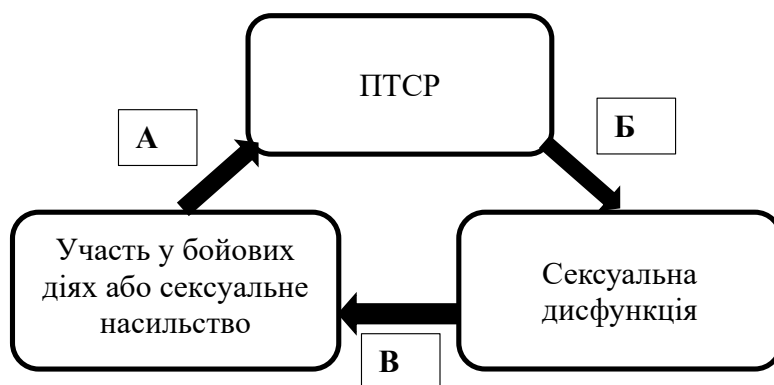 ПТСР
А
Б
Участь у бойових
діях або сексуальне
насильство
Сексуальна
дисфункція
В